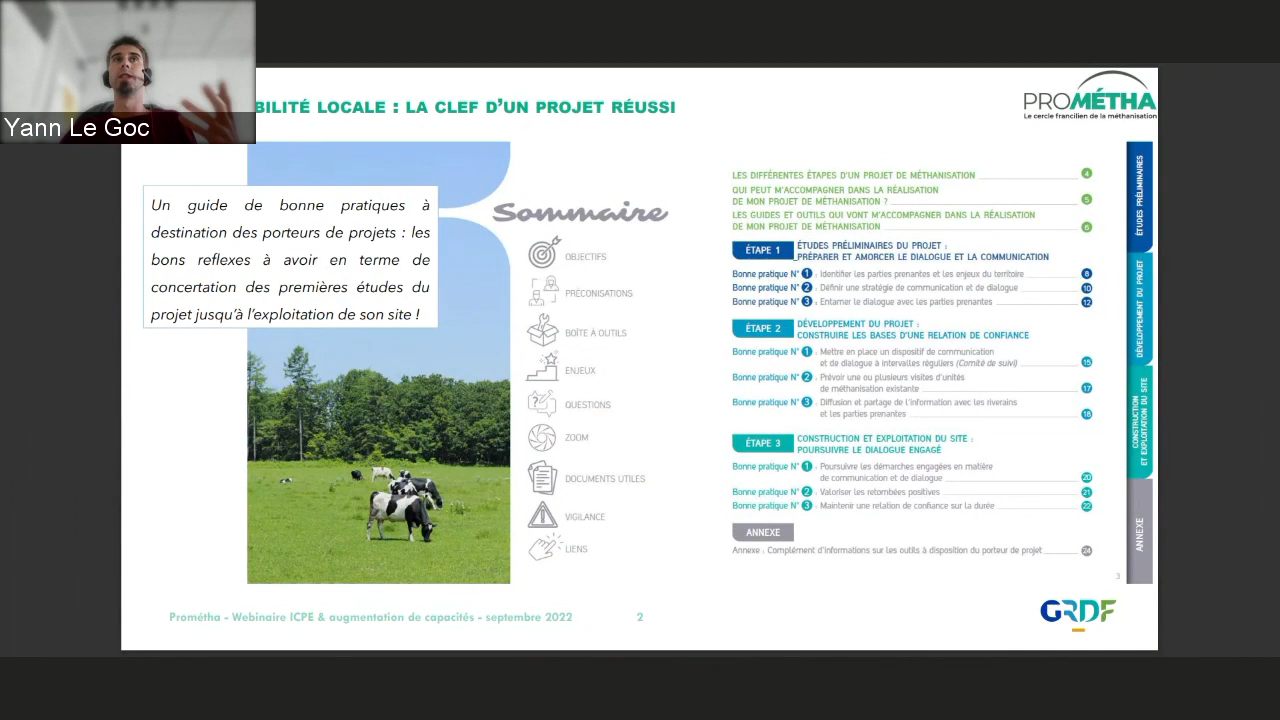 Yann Le Goc
BILITÉ LOCALE : LA CLEF D'UN PROJET RÉUSSI
PROMÉTHA
Le cercle francilien de la méthanisation
Un guide de bonne pratiques à
destination des porteurs de projets : les
bons reflexes à avoir en terme de
concertation des premières études du
projet jusqu'à l'exploitation de son site !
Sommaire
OBJECTIFS
PRÉCONISATIONS
BOÎTE À OUTILS
ENJEUX
QUESTIONS
ZOOM
DOCUMENTS UTILES
VIGILANCE
LIENS
LES DIFFÉRENTES ÉTAPES D'UN PROJET DE MÉTHANISATION 4
QUI PEUT M'ACCOMPAGNER DANS LA RÉALISATION
DE MON PROJET DE MÉTHANISATION ? 5
LES GUIDES ET OUTILS QUI VONT M'ACCOMPAGNER DANS LA RÉALISATION
DE MON PROJET DE MÉTHANISATION 6
ÉTAPE 1 ÉTUDES PRÉLIMINAIRES DU PROJET :
PRÉPARER ET AMORCER LE DIALOGUE ET LA COMMUNICATION
Bonne pratique N° 1 : Identifier les parties prenantes et les enjeux du territoire 8
Bonne pratique N° 2 : Définir une stratégie de communication et de dialogue 10
Bonne pratique N° 3 : Entamer le dialogue avec les parties prenantes 12
ÉTAPE 2 DÉVELOPPEMENT DU PROJET :
CONSTRUIRE LES BASES D'UNE RELATION DE CONFIANCE
Bonne pratique N° 1 : Mettre en place un dispositif de communication
et de dialogue à intervalles réguliers (Comité de suivi) 15
Bonne pratique N° 2 : Prévoir une ou plusieurs visites d'unités
de méthanisation existante 17
Bonne pratique N° 3 : Diffusion et partage de l'information avec les riverains
et les parties prenantes 18
ÉTAPE 3 CONSTRUCTION ET EXPLOITATION DU SITE :
POURSUIVRE LE DIALOGUE ENGAGÉ
Bonne pratique N° 1 : Poursuivre les démarches engagées en matière
de communication et de dialogue 20
Bonne pratique N° 2 : Valoriser les retombées positives 21
Bonne pratique N° 3 : Maintenir une relation de confiance sur la durée 22
ANNEXE
Annexe : Complément d'informations sur les outils à disposition du porteur de projet 24
3
ÉTUDES PRÉLIMINAIRES
DÉVELOPPEMENT DU PROJET
CONSTRUCTION
ET EXPLOITATION DU SITE
ANNEXE
Prométha - Webinaire ICPE & augmentation de capacités - septembre 2022 2
GRDF